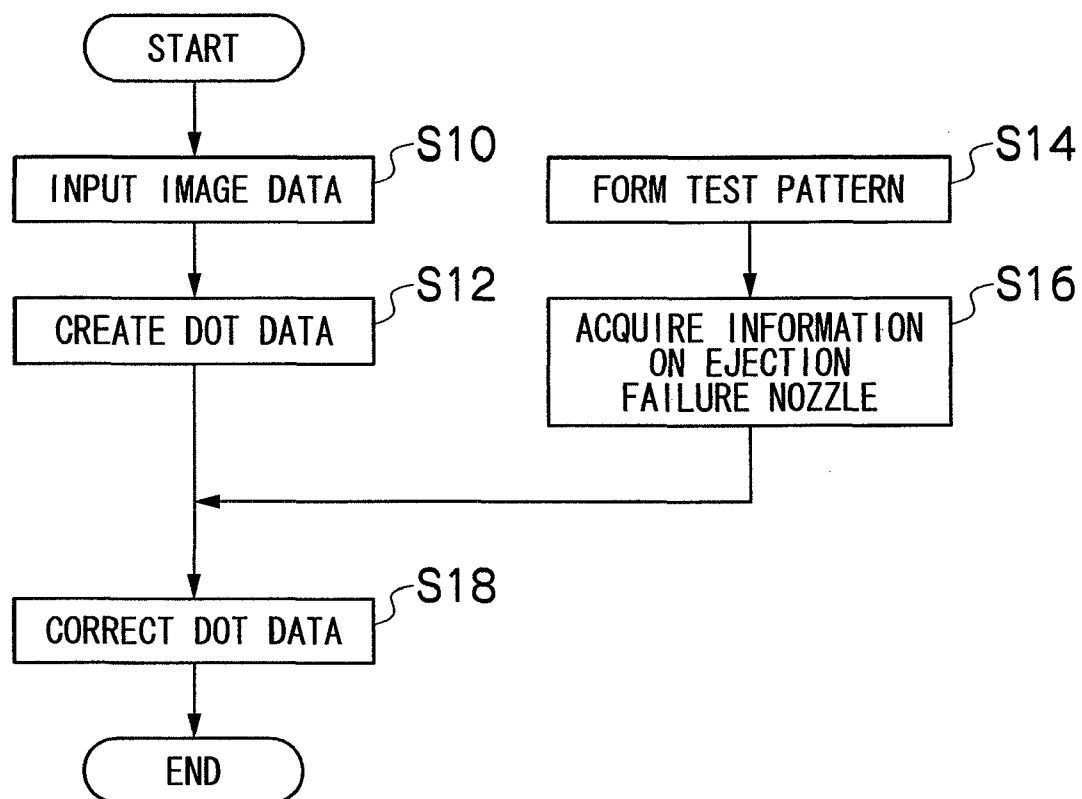 START
S10
INPUT IMAGE DATA
S12
CREATE DOT DATA
S14
FORM TEST PATTERN
S16
ACQUIRE INFORMATION
ON EJECTION
FAILURE NOZZLE
S18
CORRECT DOT DATA
END